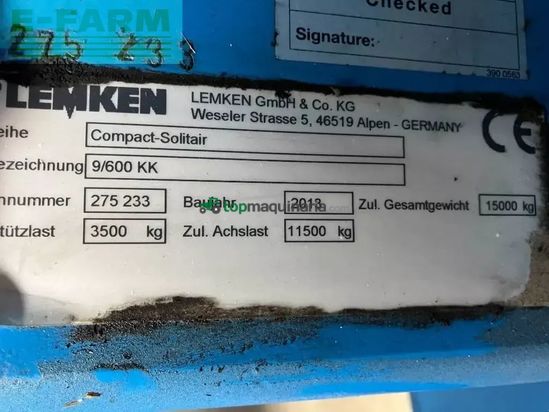 E-FARM
Checked
Signature:
390 0563
275 233
LEMKEN
LEMKEN GmbH & Co. KG
Weseler Strasse 5, 46519 Alpen - GERMANY
CE
eihe Compact-Solitair
ezeichnung 9/600 KK
nnummer 275 233 Baujahr 2013 Zul. Gesamtgewicht 15000 kg
topmaquinaria.com
tützlast 3500 kg Zul. Achslast 11500 kg